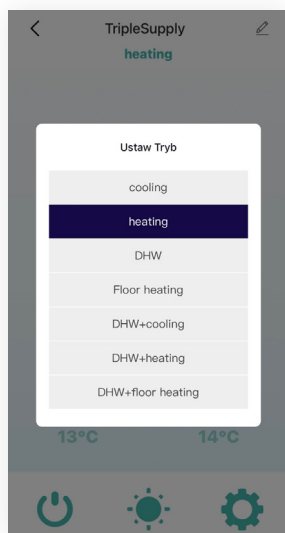 TripleSupply
heating
Ustaw Tryb
cooling
heating
DHW
Floor heating
DHW+cooling
DHW+heating
DHW+floor heating
13°C 14°C